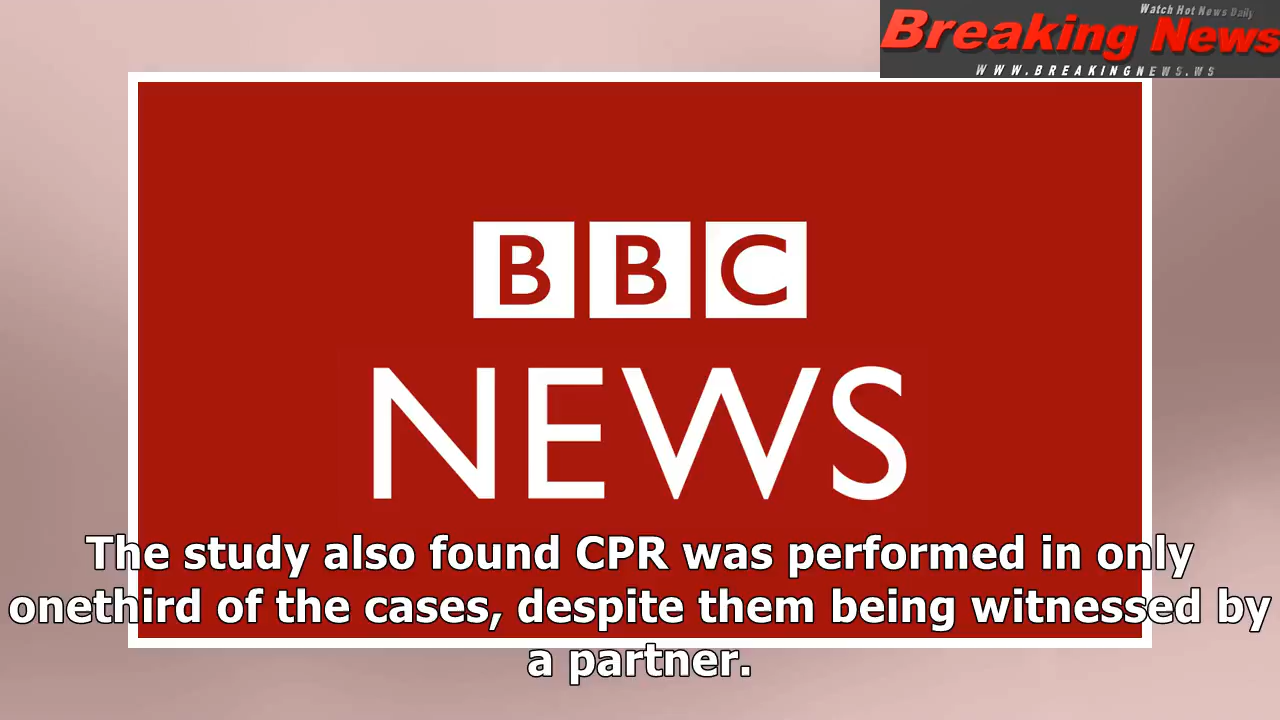 Watch Hot News Daily
Breaking News
WWW.BREAKINGNEWS.WS
BBC
NEWS
The study also found CPR was performed in only
onethird of the cases, despite them being witnessed by
a partner.